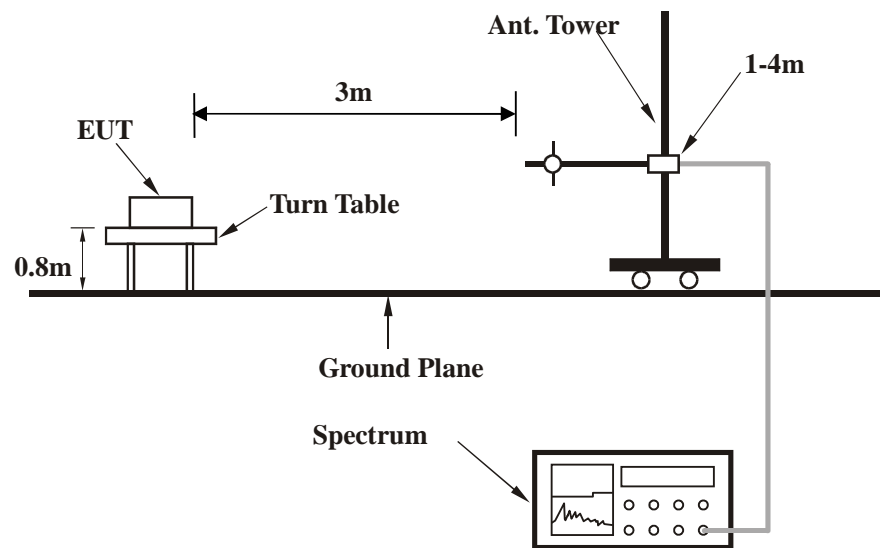 Ant. Tower
1-4m
3m
EUT
Turn Table
0.8m
Ground Plane
Spectrum